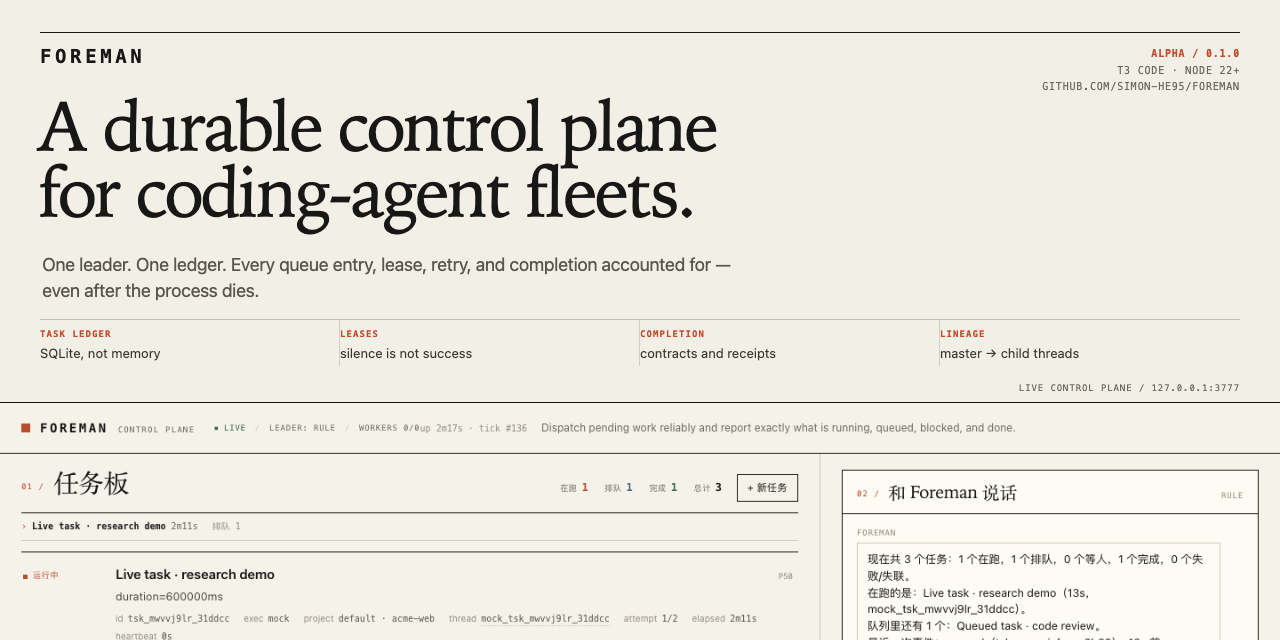 FOREMAN
ALPHA / 0.1.0
T3 CODE · NODE 22+
GITHUB.COM/SIMON-HE95/FOREMAN
A durable control plane
for coding-agent fleets.
One leader. One ledger. Every queue entry, lease, retry, and completion accounted for —
even after the process dies.
TASK LEDGER
SQLite, not memory
LEASES
silence is not success
COMPLETION
contracts and receipts
LINEAGE
master → child threads
LIVE CONTROL PLANE / 127.0.0.1:3777
FOREMAN CONTROL PLANE
LIVE / LEADER: RULE / WORKERS 0/0up 2m17s · tick #136
Dispatch pending work reliably and report exactly what is running, queued, blocked, and done.
01 / 任务板
在跑 1 排队 1 完成 1 总计 3
+ 新任务
› Live task · research demo 2m11s 排队 1
运行中
Live task · research demo
P50
duration=600000ms
id tsk_mwvvj9lr_31ddcc exec mock project default · acme-web thread mock_tsk_mwvvj9lr_31ddcc attempt 1/2 elapsed 2m11s
heartbeat 0s
02 / 和 Foreman 说话
RULE
FOREMAN
现在共 3 个任务：1 个在跑，1 个排队，0 个等人，1 个完成，0 个失
败/失联。
在跑的是：Live task · research demo（13s,
mock_tsk_mwvvj9lr_31ddcc）。
队列里还有 1 个：Queued task · code review。